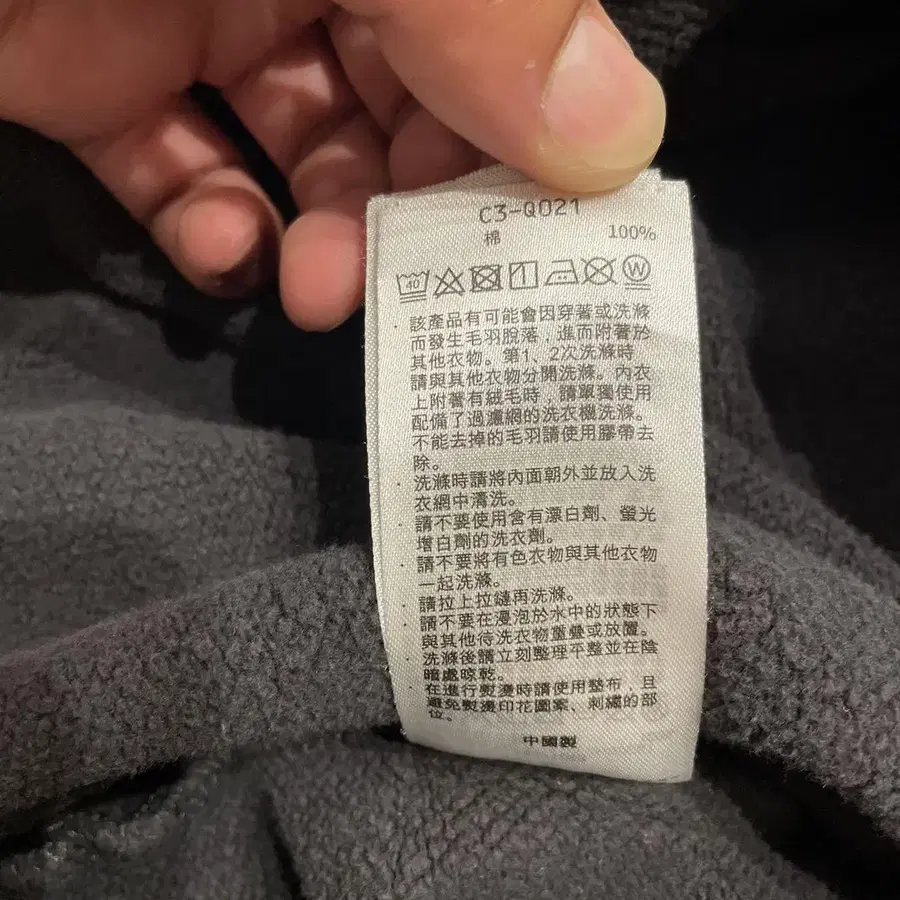 C3-Q021
棉 100%
40 W
．該產品有可能會因穿著或洗滌
而發生毛羽脫落，進而附著於
其他衣物。第1、2次洗滌時
請與其他衣物分開洗滌。內衣
上附著有絨毛時，請單獨使用
配備了過濾網的洗衣機洗滌。
不能去掉的毛羽請使用膠帶去
除。
．洗滌時請將內面朝外並放入洗
衣網中清洗。
．請不要使用含有漂白劑、螢光
增白劑的洗衣劑。
．請不要將有色衣物與其他衣物
一起洗滌。
．請拉上拉鏈再洗滌。
．請不要在浸泡於水中的狀態下
與其他待洗衣物重疊或放置。
．洗滌後請立刻整理平整並在陰
暗處晾乾。
．在進行熨燙時請使用墊布，且
避免熨燙印花圖案、刺繡的部
位。
中國製